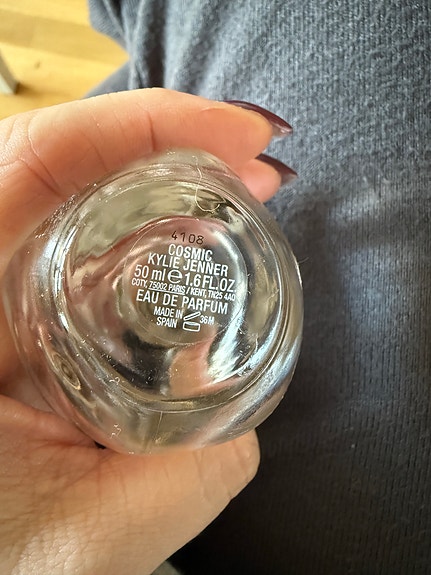 4108
COSMIC
KYLIE JENNER
50 ml ℮ 1.6 FL.OZ.
COTY, 75002 PARIS / KENT, TN25 4AQ
EAU DE PARFUM
MADE IN
SPAIN 36M